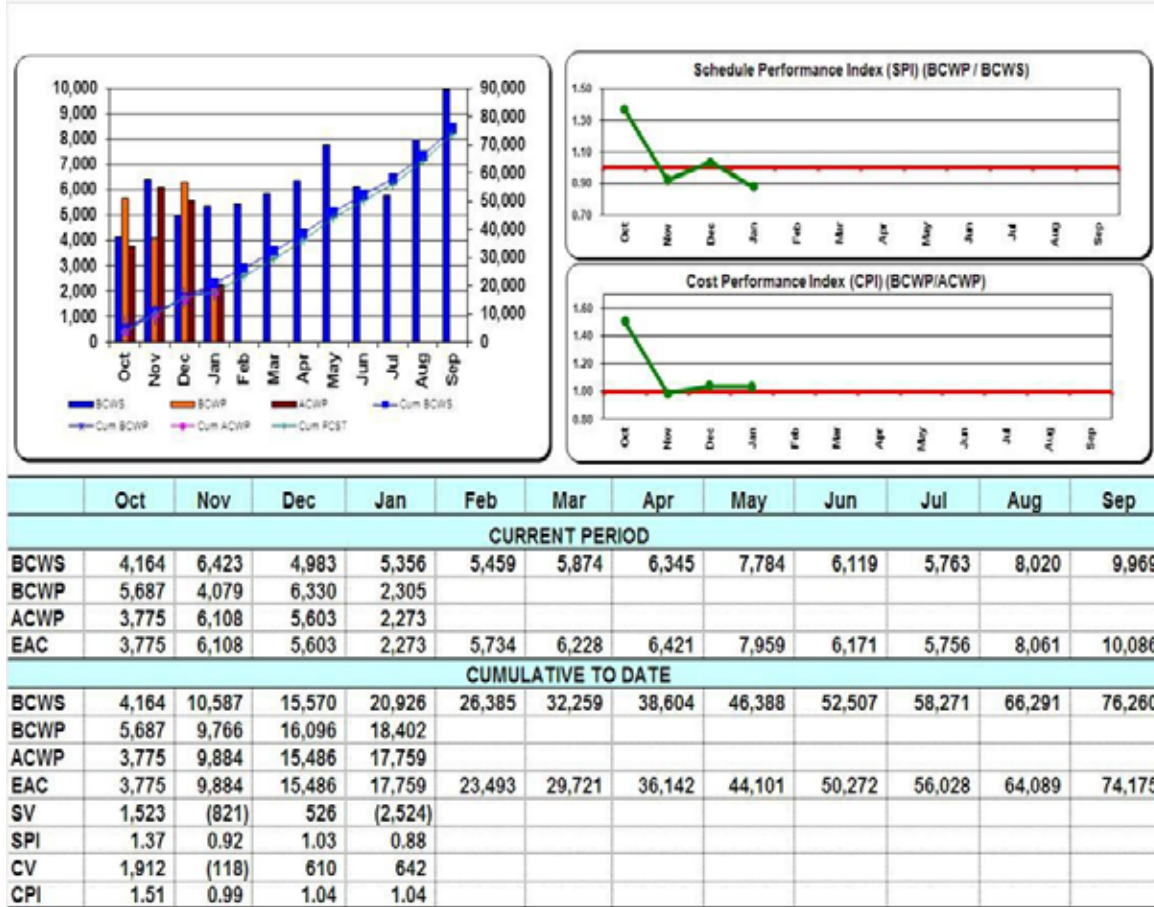 10,000
9,000
8,000
7,000
6,000
5,000
4,000
3,000
2,000
1,000
0
90,000
80,000
70,000
60,000
50,000
40,000
30,000
20,000
10,000
0
Oct Nov Dec Jan Feb Mar Apr May Jun Jul Aug Sep
BCWS BCWP ACWP Cum BCWS
Cum BCWP Cum ACWP Cum FCST
Schedule Performance Index (SPI) (BCWP / BCWS)
1.50
1.30
1.10
0.90
0.70
Oct Nov Dec Jan Feb Mar Apr May Jun Jul Aug Sep
Cost Performance Index (CPI) (BCWP/ACWP)
1.60
1.40
1.20
1.00
0.80
Oct Nov Dec Jan Feb Mar Apr May Jun Jul Aug Sep
Oct Nov Dec Jan Feb Mar Apr May Jun Jul Aug Sep
CURRENT PERIOD
BCWS 4,164 6,423 4,983 5,356 5,459 5,874 6,345 7,784 6,119 5,763 8,020 9,969
BCWP 5,687 4,079 6,330 2,305
ACWP 3,775 6,108 5,603 2,273
EAC 3,775 6,108 5,603 2,273 5,734 6,228 6,421 7,959 6,171 5,756 8,061 10,086
CUMULATIVE TO DATE
BCWS 4,164 10,587 15,570 20,926 26,385 32,259 38,604 46,388 52,507 58,271 66,291 76,260
BCWP 5,687 9,766 16,096 18,402
ACWP 3,775 9,884 15,486 17,759
EAC 3,775 9,884 15,486 17,759 23,493 29,721 36,142 44,101 50,272 56,028 64,089 74,175
SV 1,523 (821) 526 (2,524)
SPI 1.37 0.92 1.03 0.88
CV 1,912 (118) 610 642
CPI 1.51 0.99 1.04 1.04